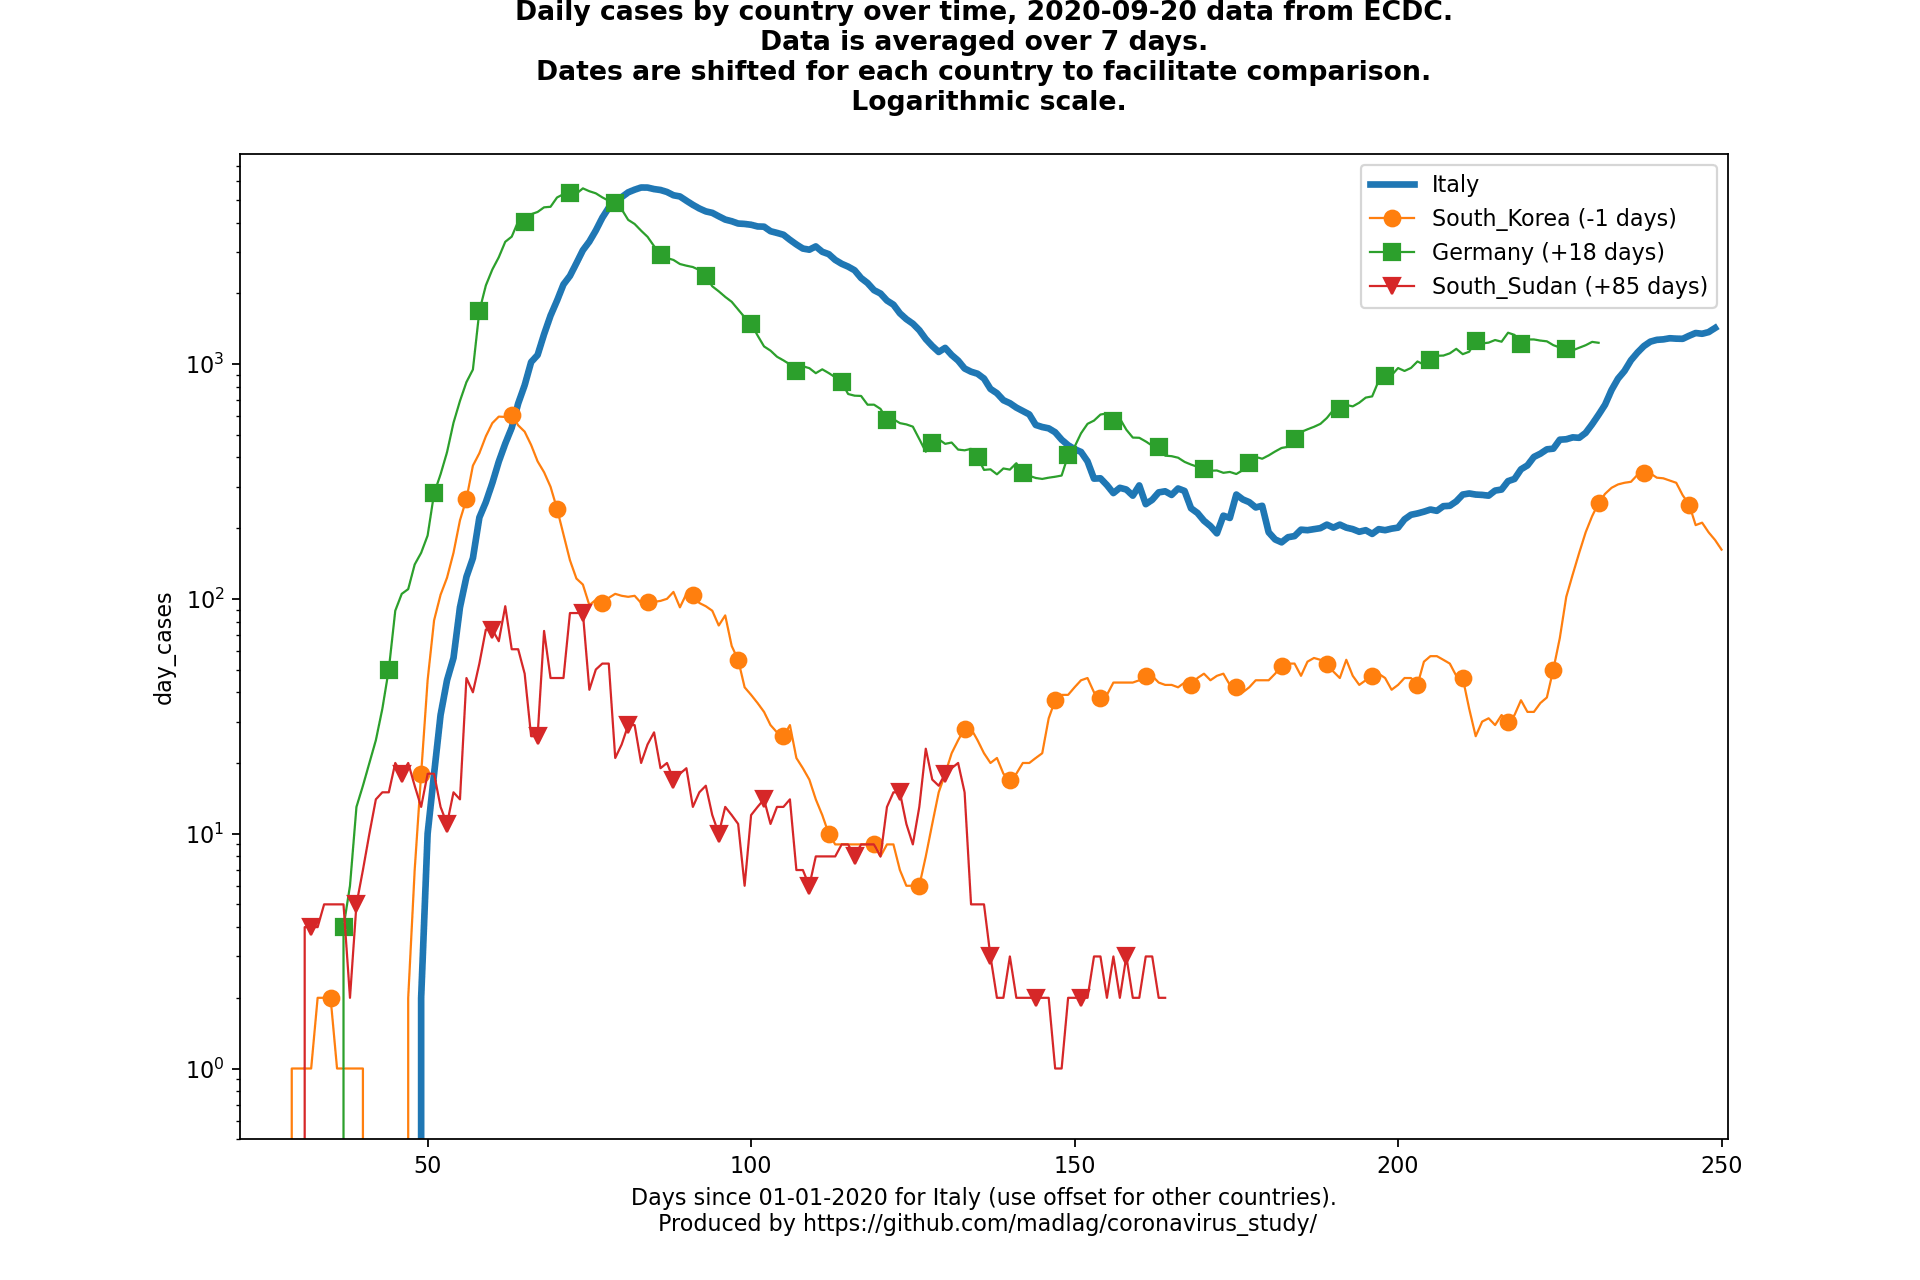 Daily cases by country over time, 2020-09-20 data from ECDC.
Data is averaged over 7 days.
Dates are shifted for each country to facilitate comparison.
Logarithmic scale.
Italy
South_Korea (-1 days)
Germany (+18 days)
South_Sudan (+85 days)
10³
10²
10¹
10⁰
day_cases
50 100 150 200 250
Days since 01-01-2020 for Italy (use offset for other countries).
Produced by https://github.com/madlag/coronavirus_study/